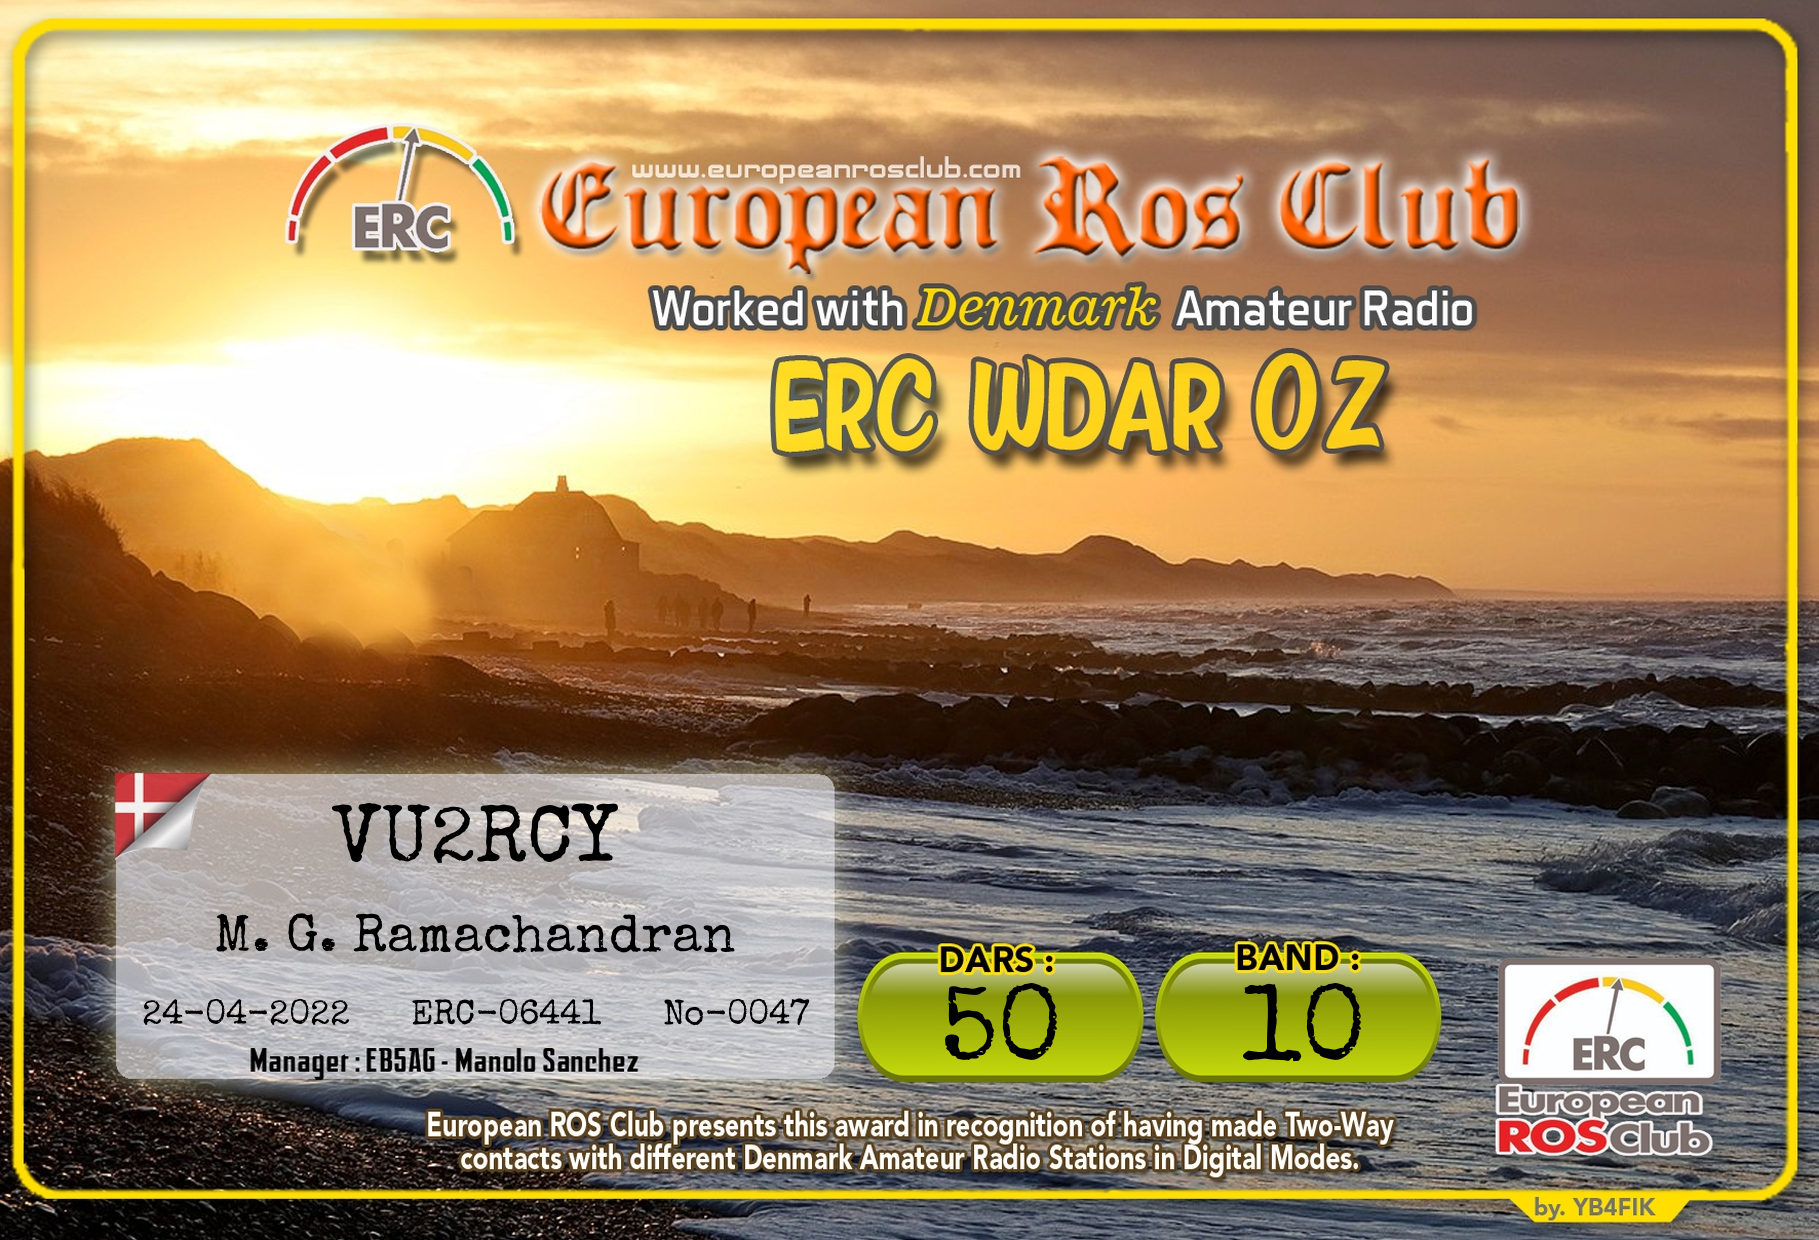 www.europeanrosclub.com
ERC
European Ros Club
Worked with Denmark Amateur Radio
ERC WDAR OZ
VU2RCY
M. G. Ramachandran
24-04-2022 ERC-06441 No-0047
Manager : EB5AG - Manolo Sanchez
DARS :
50
BAND :
10
ERC
European
ROSClub
European ROS Club presents this award in recognition of having made Two-Way
contacts with different Denmark Amateur Radio Stations in Digital Modes.
by. YB4FIK